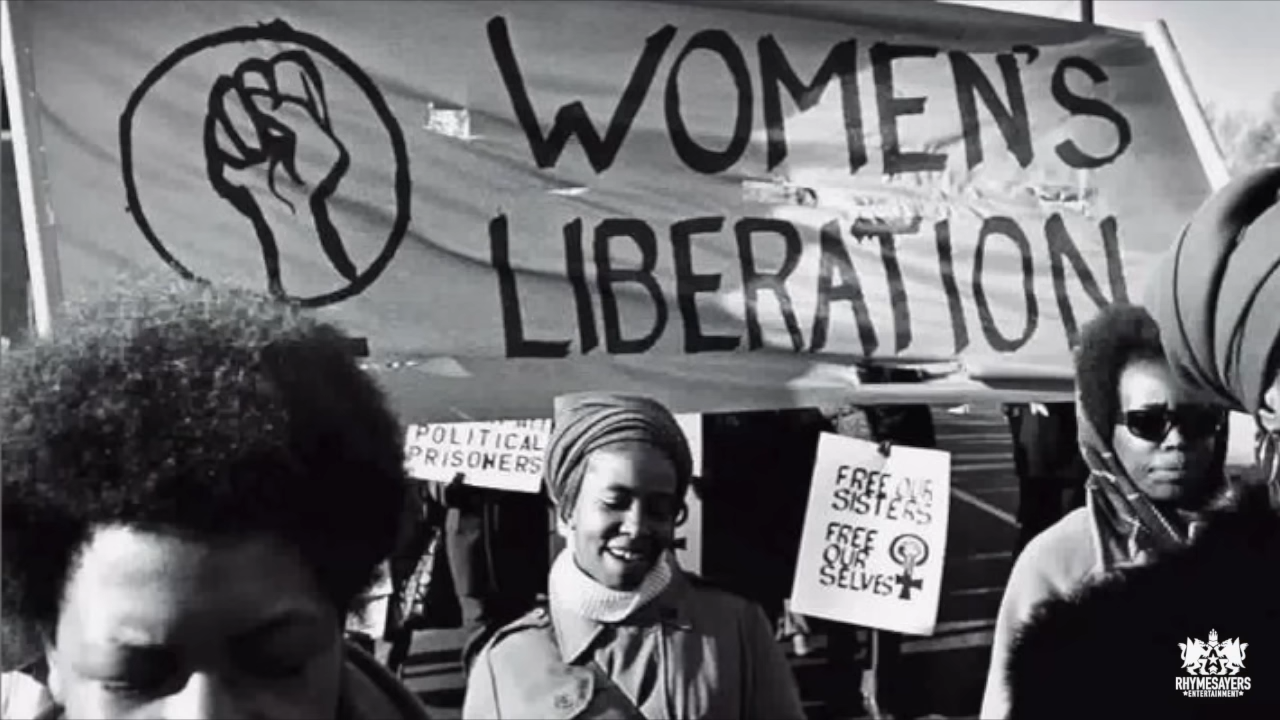 WOMEN'S
LIBERATION
POLITICAL
PRISONERS
FREE OUR
SISTERS
FREE
OUR
SELVES
RHYMESAYERS
ENTERTAINMENT